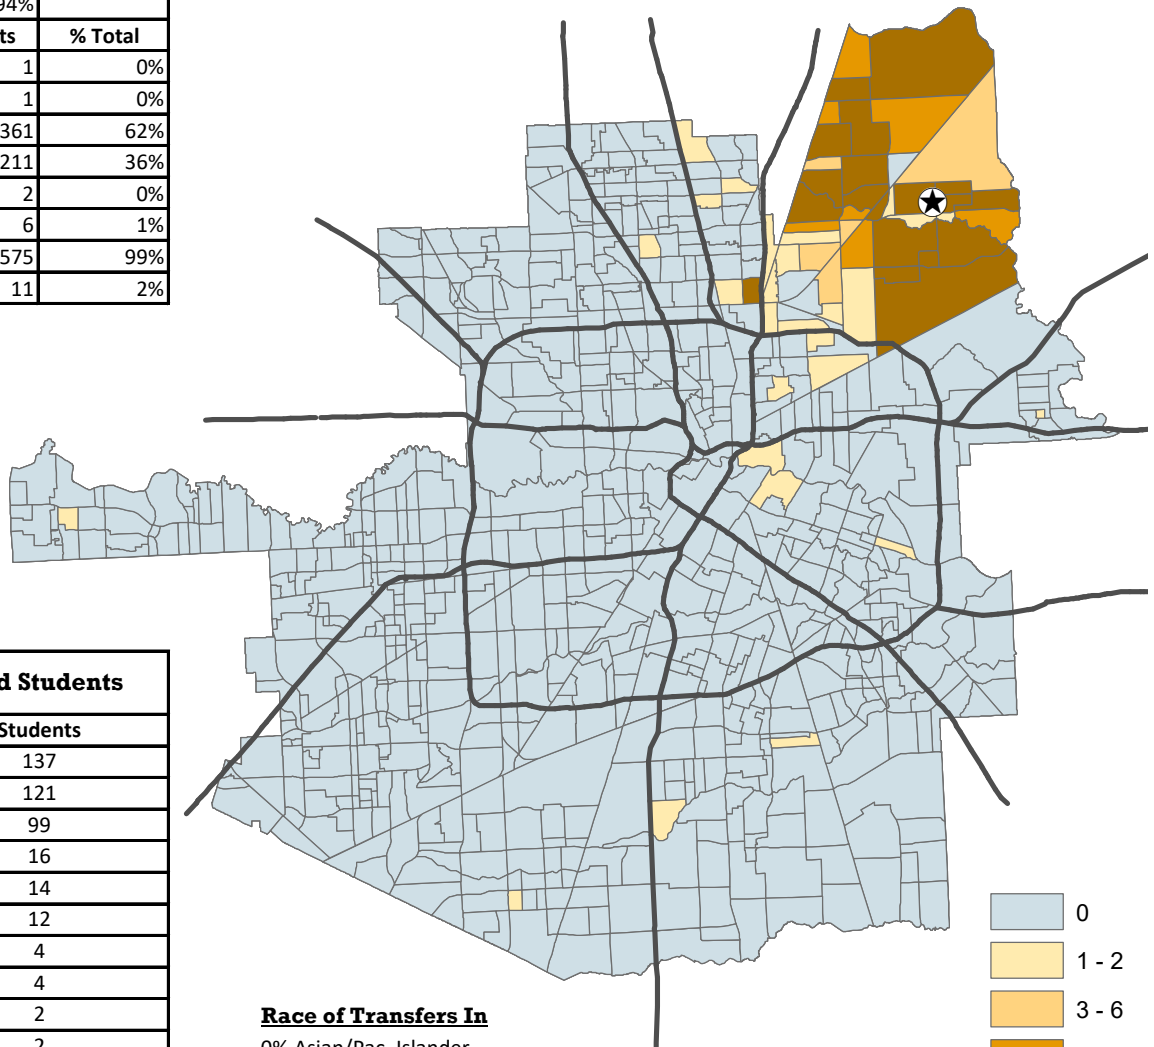 94%
ts % Total
1 0%
1 0%
361 62%
211 36%
2 0%
6 1%
575 99%
11 2%
d Students
Students
137
121
99
16
14
12
4
4
2
2
Race of Transfers In
0% Asian/Pac. Islander
0
1 - 2
3 - 6